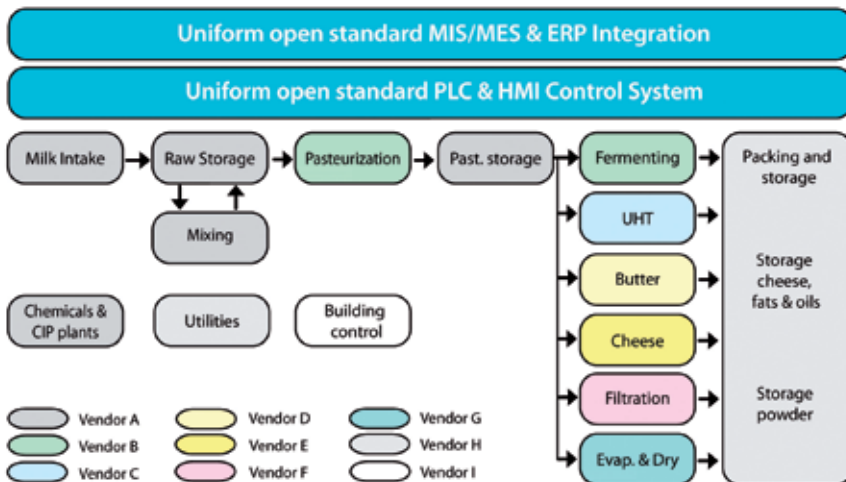 Uniform open standard MIS/MES & ERP Integration
Uniform open standard PLC & HMI Control System
Milk Intake
Raw Storage
Pasteurization
Past. storage
Fermenting
Packing and
storage
Mixing
UHT
Butter
Storage
cheese,
fats & oils
Chemicals &
CIP plants
Utilities
Building
control
Cheese
Filtration
Storage
powder
Evap. & Dry
Vendor A
Vendor B
Vendor C
Vendor D
Vendor E
Vendor F
Vendor G
Vendor H
Vendor I